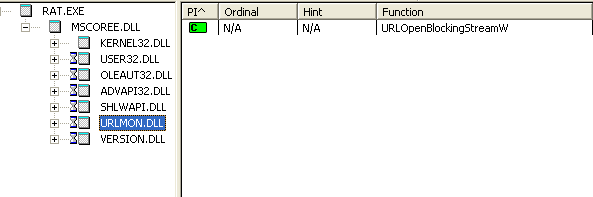 RAT.EXE
MSCOREE.DLL
KERNEL32.DLL
USER32.DLL
OLEAUT32.DLL
ADVAPI32.DLL
SHLWAPI.DLL
URLMON.DLL
VERSION.DLL
PI^ Ordinal Hint Function
C N/A N/A URLOpenBlockingStreamW